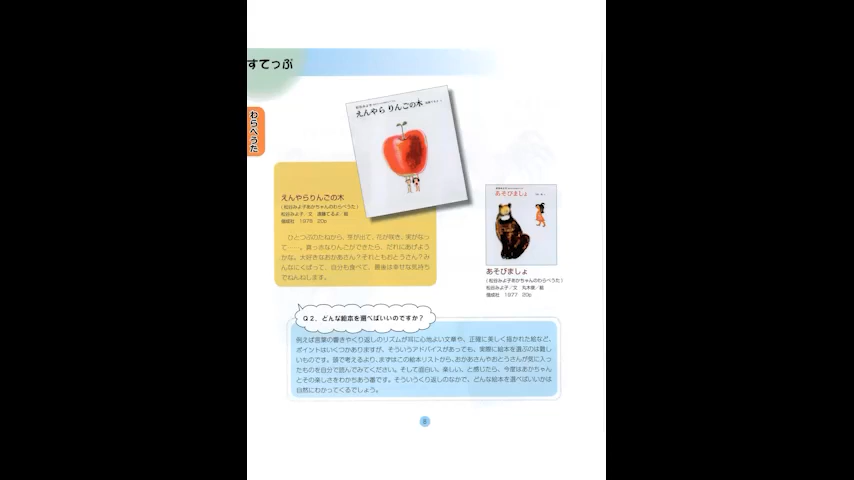 すてっぷ
わらべうた
えんやら りんごの木
えんやらりんごの木
(松谷みよ子あかちゃんのわらべうた)
松谷みよ子/文 遠藤てるよ/絵
偕成社 1978 20p
ひとつぶのたねから、芽が出て、花が咲き、実がなっ
て……。真っ赤なりんごができたら、だれにあげよう
かな。大好きなおかあさん？それともおとうさん？み
んなにくばって、自分も食べて、最後は幸せな気持ち
でねんねします。
あそびましょ
あそびましょ
(松谷みよ子あかちゃんのわらべうた)
松谷みよ子/文 丸木俊/絵
偕成社 1977 20p
Q2. どんな絵本を選べばいいのですか？
例えば言葉の響きやくり返しのリズムが耳に心地よい文章や、正確に美しく描かれた絵など、
ポイントはいくつかありますが、そういうアドバイスがあっても、実際に絵本を選ぶのは難し
いものです。頭で考えるより、まずはこの絵本リストから、おかあさんやおとうさんが気に入っ
たものを自分で読んでみてください。そして面白い、楽しい、と感じたら、今度はあかちゃん
とその楽しさをわかちあう番です。そういうくり返しのなかで、どんな絵本を選べばいいかは
自然にわかってくるでしょう。
8